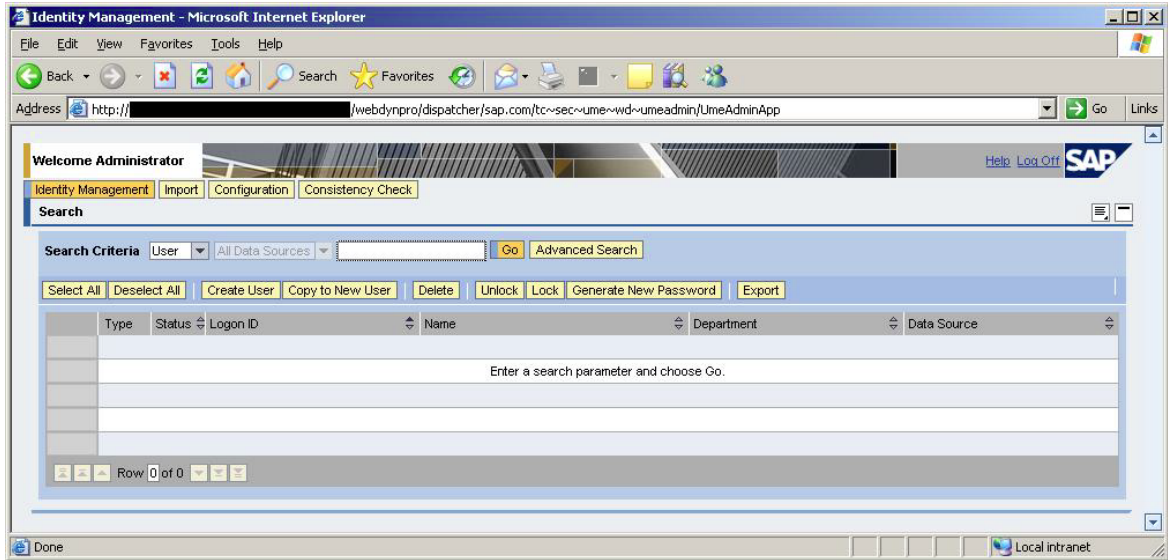 Identity Management - Microsoft Internet Explorer
File Edit View Favorites Tools Help
Back Search Favorites
Address http:// /webdynpro/dispatcher/sap.com/tc~sec~ume~wd~umeadmin/UmeAdminApp Go Links
Welcome Administrator Help Log Off SAP
Identity Management Import Configuration Consistency Check
Search
Search Criteria User All Data Sources Go Advanced Search
Select All Deselect All Create User Copy to New User Delete Unlock Lock Generate New Password Export
Type Status Logon ID Name Department Data Source
Enter a search parameter and choose Go.
Row 0 of 0
Done Local intranet